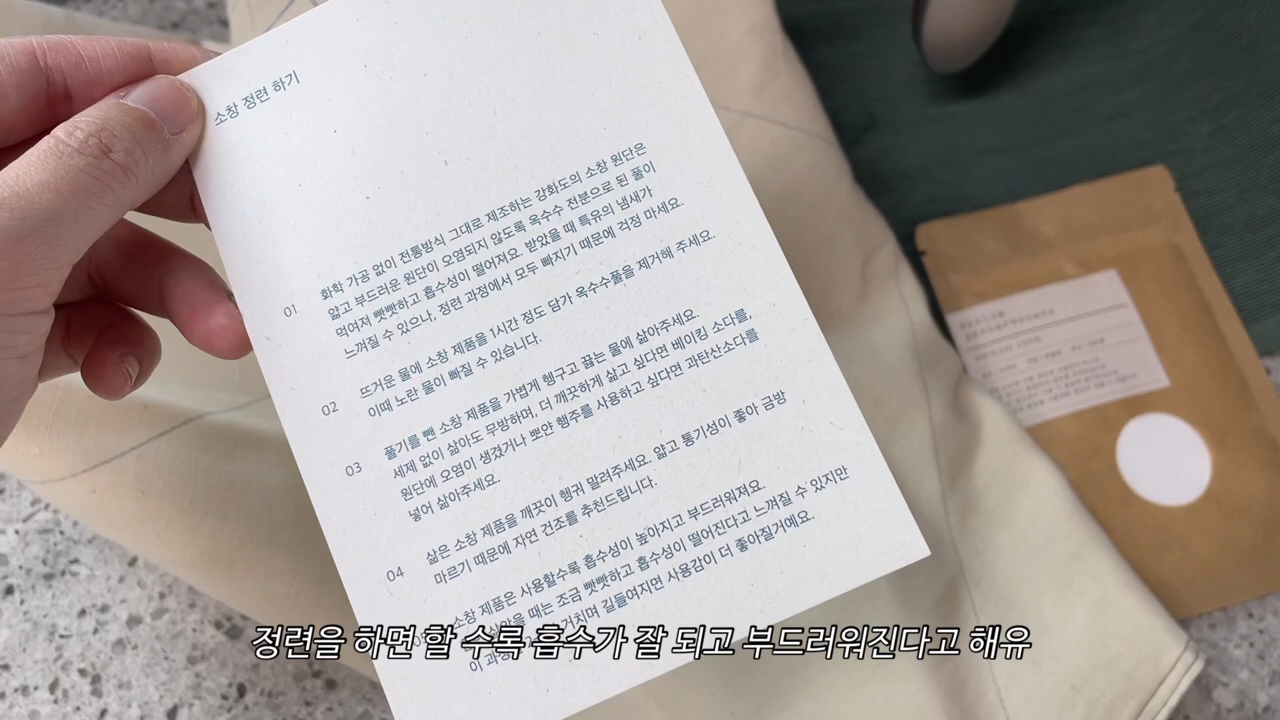 소창 정련 하기
01 화학 가공 없이 전통방식 그대로 제조하는 강화도의 소창 원단은
얇고 부드러운 원단이 오염되지 않도록 옥수수 전분으로 된 풀이
먹여져 빳빳하고 흡수성이 떨어져요. 받았을 때 특유의 냄새가
느껴질 수 있으나, 정련 과정에서 모두 빠지기 때문에 걱정 마세요.
02 뜨거운 물에 소창 제품을 1시간 정도 담가 옥수수풀을 제거해 주세요.
이때 노란 물이 빠질 수 있습니다.
03 풀기를 뺀 소창 제품을 가볍게 헹구고 끓는 물에 삶아주세요.
세제 없이 삶아도 무방하며, 더 깨끗하게 삶고 싶다면 베이킹 소다를,
원단에 오염이 생겼거나 뽀얀 행주를 사용하고 싶다면 과탄산소다를
넣어 삶아주세요.
04 삶은 소창 제품을 깨끗이 헹궈 말려주세요. 얇고 통기성이 좋아 금방
마르기 때문에 자연 건조를 추천드립니다.
소창 제품은 사용할수록 흡수성이 높아지고 부드러워져요.
때는 조금 빳빳하고 흡수성이 떨어진다고 느껴질 수 있지만
이 과정 거치며 길들여지면 사용감이 더 좋아질거예요.
정련을 하면 할 수록 흡수가 잘 되고 부드러워진다고 해유